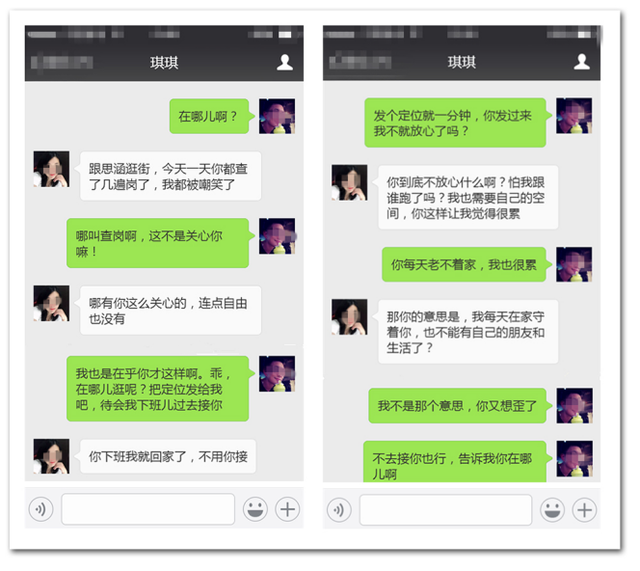 琪琪
在哪儿啊？
跟思涵逛街，今天一天你都查
了几遍岗了，我都被嘲笑了
哪叫查岗啊，这不是关心你
嘛！
哪有你这么关心的，连点自由
也没有
我也是在乎你才这样啊。乖，
在哪儿逛呢？把定位发给我
吧，待会我下班儿过去接你
你下班我就回家了，不用你接
琪琪
发个定位就一分钟，你发过来
我不就放心了吗？
你到底不放心什么啊？怕我跟
谁跑了吗？我也需要自己的空
间，你这样让我觉得很累
你每天老不着家，我也很累
那你的意思是，我每天在家守
着你，也不能有自己的朋友和
生活了？
我不是那个意思，你又想歪了
不去接你也行，告诉我你在哪
儿啊